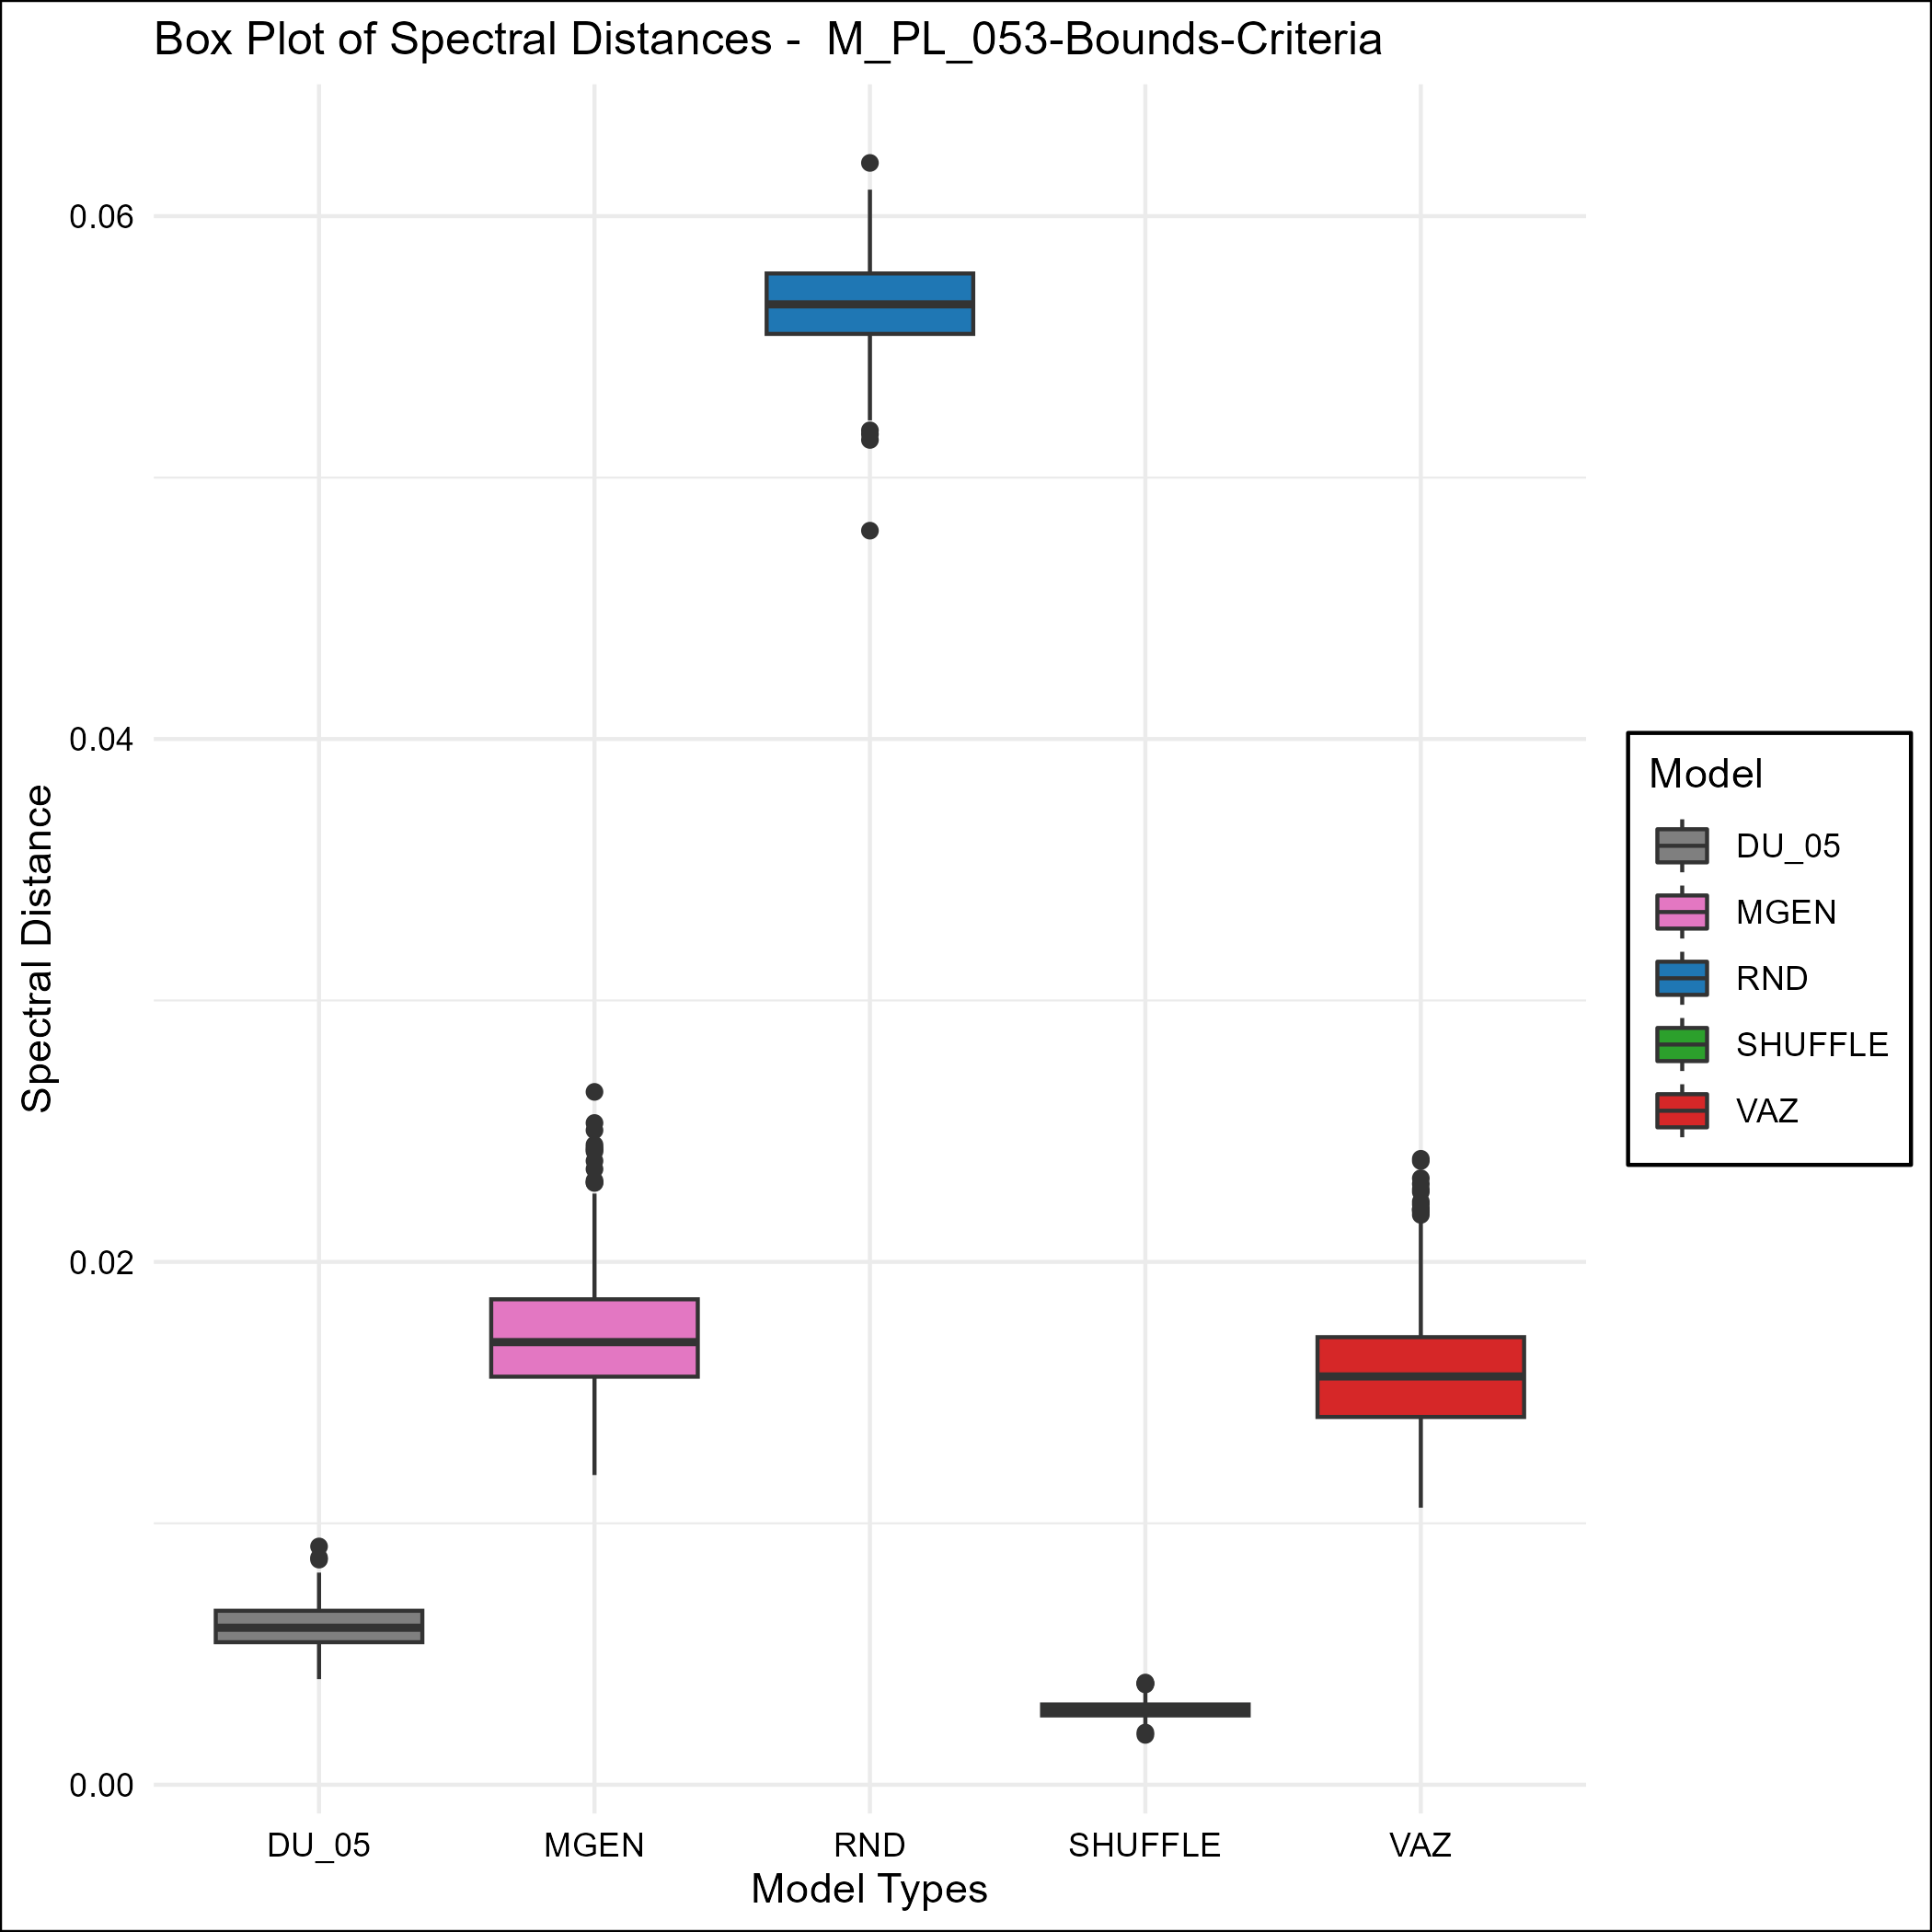 Box Plot of Spectral Distances -  M_PL_053-Bounds-Criteria
0.06
0.04
0.02
0.00
Spectral Distance
DU_05
MGEN
RND
SHUFFLE
VAZ
Model Types
Model
DU_05
MGEN
RND
SHUFFLE
VAZ